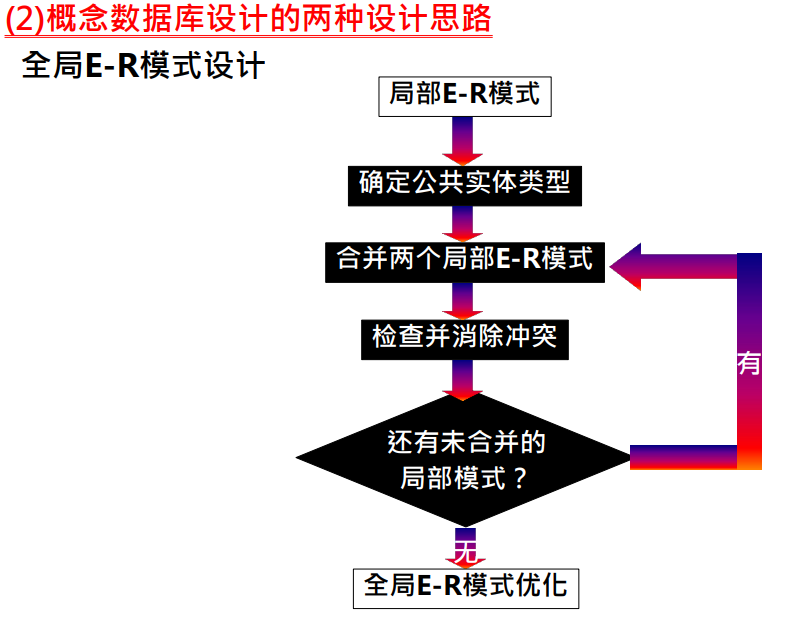 (2)概念数据库设计的两种设计思路
全局E-R模式设计
局部E-R模式
确定公共实体类型
合并两个局部E-R模式
检查并消除冲突
有
还有未合并的
局部模式？
无
全局E-R模式优化